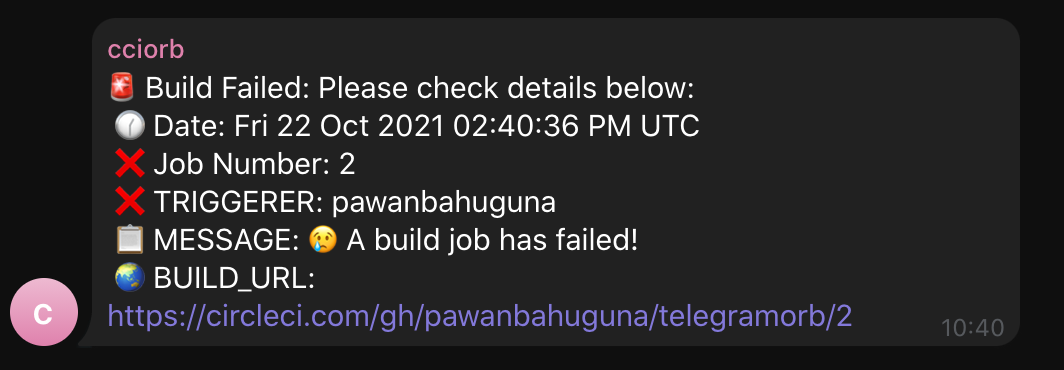 cciorb
🚨 Build Failed: Please check details below:
🕜 Date: Fri 22 Oct 2021 02:40:36 PM UTC
❌ Job Number: 2
❌ TRIGGERER: pawanbahuguna
📋 MESSAGE: 😢 A build job has failed!
🌏 BUILD_URL:
C
https://circleci.com/gh/pawanbahuguna/telegramorb/2
10:40